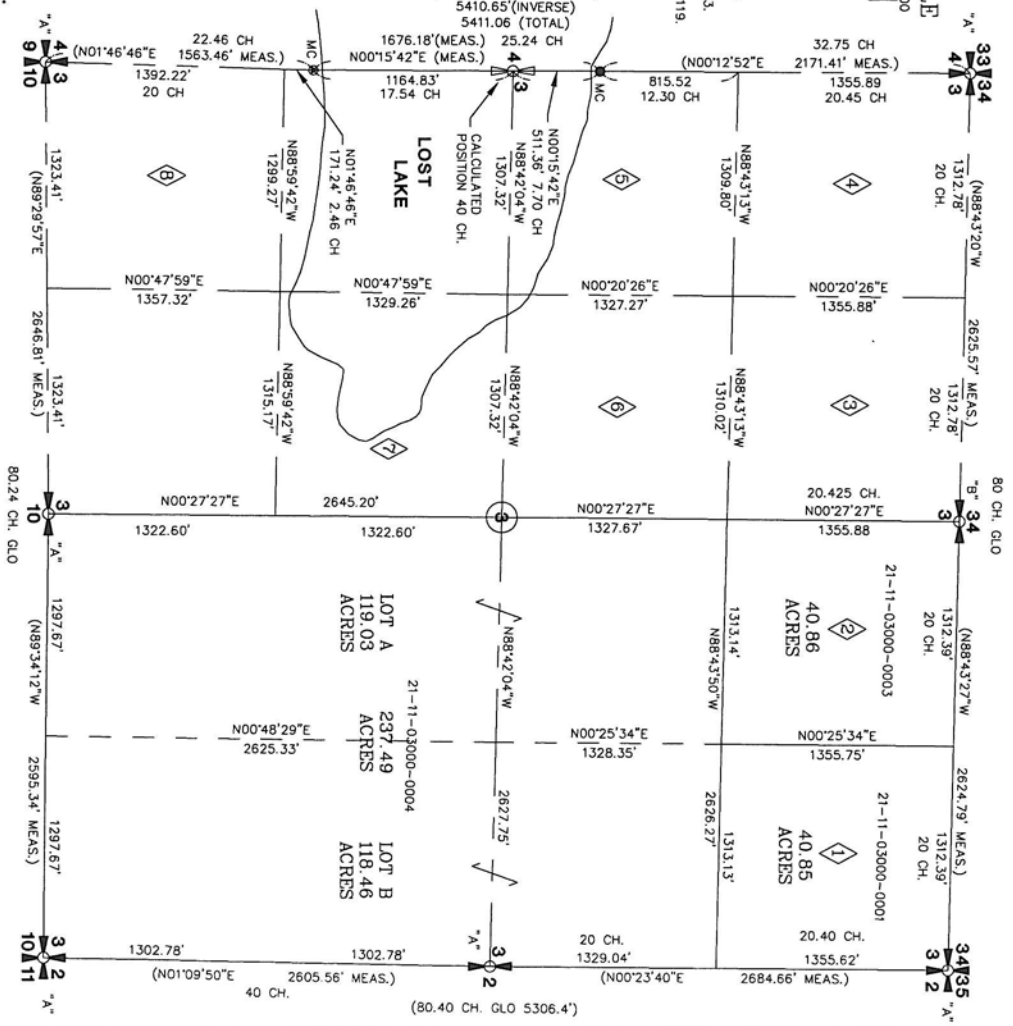 5410.65'(INVERSE)
5411.06 (TOTAL)
3.
119.
00
E
"A"
4 3
9 10
(N01°46'46"E
22.46 CH
1563.46' MEAS.)
1392.22'
20 CH
MC
1676.18'(MEAS.) 25.24 CH
N00°15'42"E (MEAS.)
1164.83'
17.54 CH
4
3
MC
(N00°12'52"E
32.75 CH
2171.41' MEAS.)
815.52
12.30 CH
1355.89
20.45 CH
"A"
33 34
4 3
8
N88°59'42"W
1299.27'
N01°46'46"E
171.24' 2.46 CH
LOST
LAKE
CALCULATED
POSITION 40 CH.
N88°42'04"W
1307.32'
N00°15'42"E
511.36' 7.70 CH
5
N88°43'13"W
1309.80'
4
(N88°43'20"W
1312.78'
20 CH.
1323.41'
(N89°29'57"E
N00°47'59"E
1357.32'
N00°47'59"E
1329.26'
N00°20'26"E
1327.27'
N00°20'26"E
1355.88'
2625.57' MEAS.)
1312.78'
20 CH.
2646.81' MEAS.)
1323.41'
N88°59'42"W
1315.17'
7
N88°42'04"W
1307.32'
6
N88°43'13"W
1310.02'
3
80.24 CH. GLO
3
10
"A"
N00°27'27"E
2645.20'
1322.60'
1322.60'
3
N00°27'27"E
1327.67'
20.425 CH.
N00°27'27"E
1355.88
"B"
34
3
80 CH. GLO
1297.67'
(N89°34'12"W
LOT A
119.03
ACRES
N88°42'04"W
1313.14'
N88°43'50"W
40.86
ACRES
2
21-11-03000-0003
1312.39'
20 CH.
(N88°43'27"W
N00°48'29"E
2625.33'
237.49
ACRES
21-11-03000-0004
N00°25'34"E
1328.35'
N00°25'34"E
1355.75'
2595.34' MEAS.)
1297.67'
LOT B
118.46
ACRES
2627.75'
2626.27'
1313.13'
40.85
ACRES
1
21-11-03000-0001
2624.79' MEAS.)
1312.39'
20 CH.
3 2
10 11
"A"
1302.78'
1302.78'
(N01°09'50"E
2605.56' MEAS.)
40 CH.
"A"
3
2
20 CH.
1329.04'
(N00°23'40"E
20.40 CH.
1355.62'
2684.66' MEAS.)
34 35
3 2
"A"
(80.40 CH. GLO 5306.4')